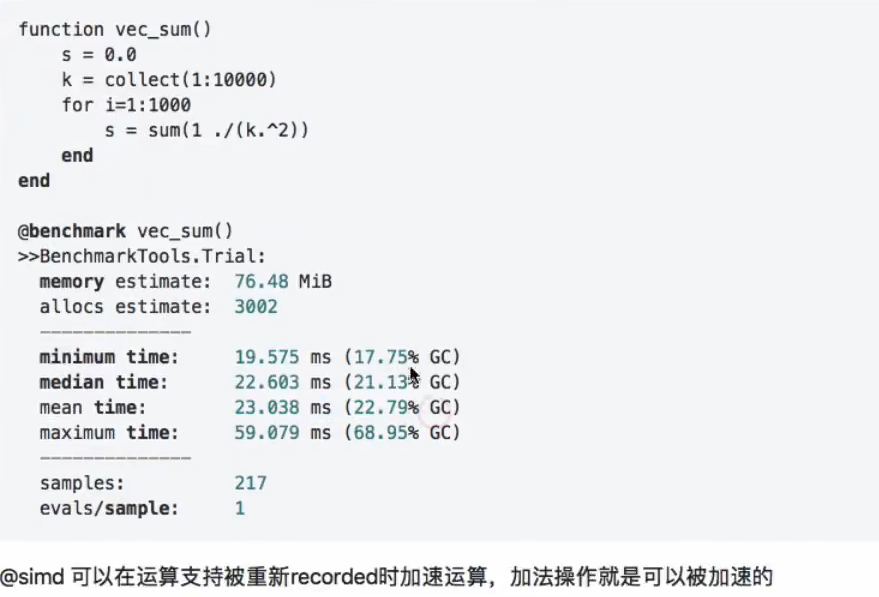 function vec_sum()
    s = 0.0
    k = collect(1:10000)
    for i=1:1000
        s = sum(1 ./(k.^2))
    end
end
@benchmark vec_sum()
>>BenchmarkTools.Trial:
  memory estimate:  76.48 MiB
  allocs estimate:  3002
  --------------
  minimum time:     19.575 ms (17.75% GC)
  median time:      22.603 ms (21.13% GC)
  mean time:        23.038 ms (22.79% GC)
  maximum time:     59.079 ms (68.95% GC)
  --------------
  samples:          217
  evals/sample:     1
@simd 可以在运算支持被重新recorded时加速运算，加法操作就是可以被加速的